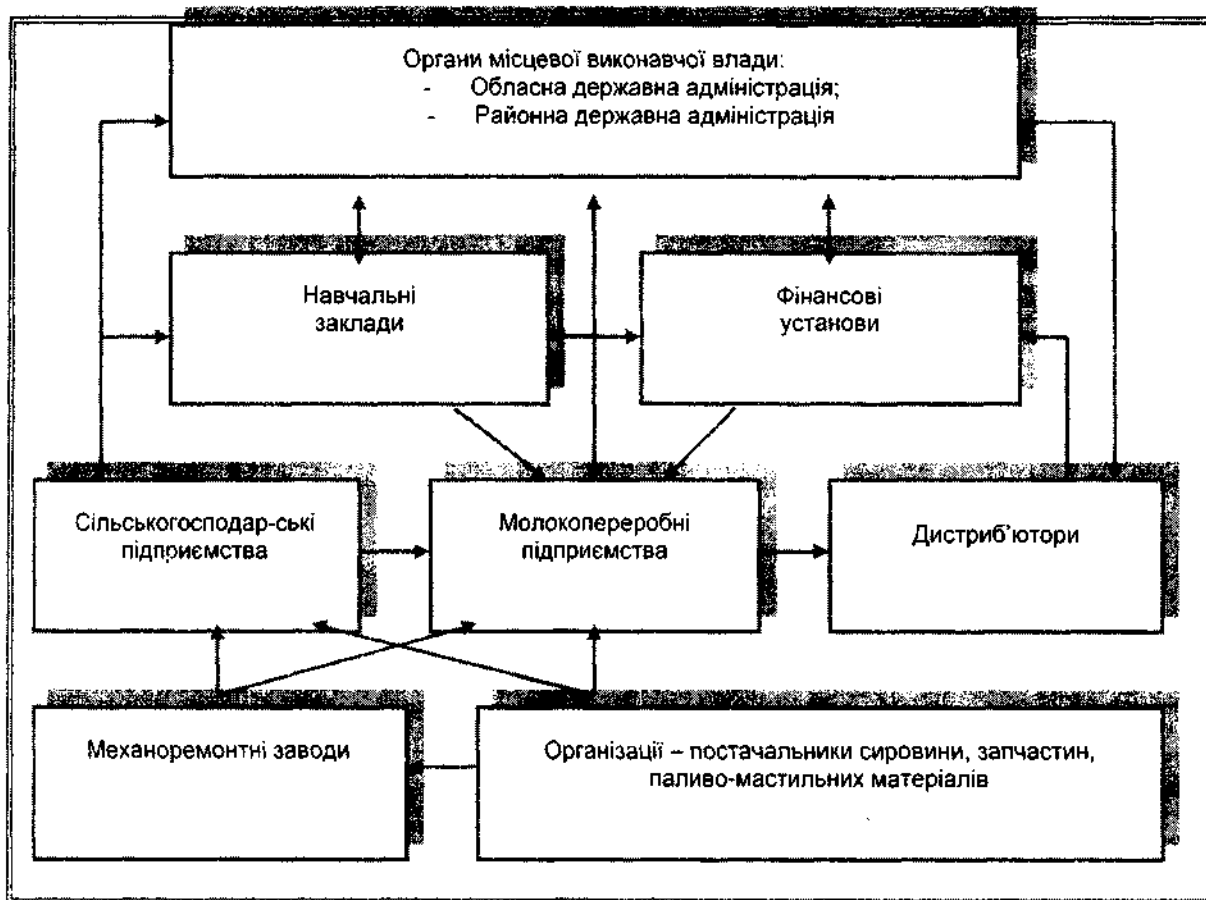 Органи місцевої виконавчої влади:
- Обласна державна адміністрація;
- Районна державна адміністрація
Навчальні
заклади
Фінансові
установи
Сільськогосподар-ські
підприємства
Молокопереробні
підприємства
Дистриб'ютори
Механоремонтні заводи
Організації – постачальники сировини, запчастин,
паливо-мастильних матеріалів